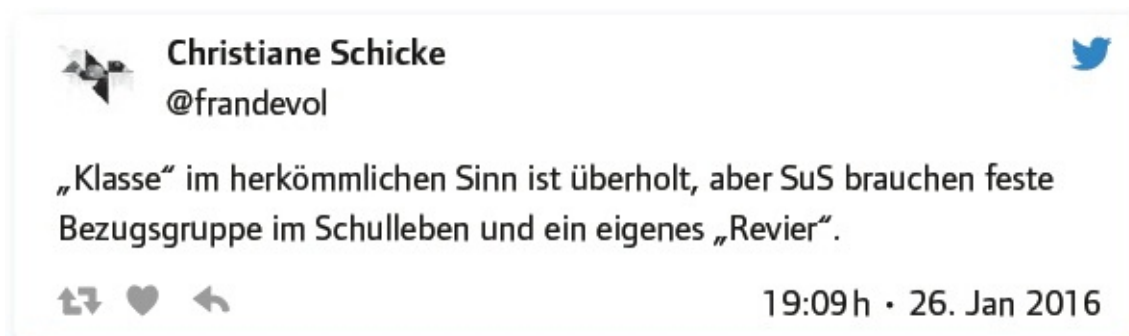 Christiane Schicke
@frandevol
„Klasse“ im herkömmlichen Sinn ist überholt, aber SuS brauchen feste
Bezugsgruppe im Schulleben und ein eigenes „Revier“.
19:09 h · 26. Jan 2016